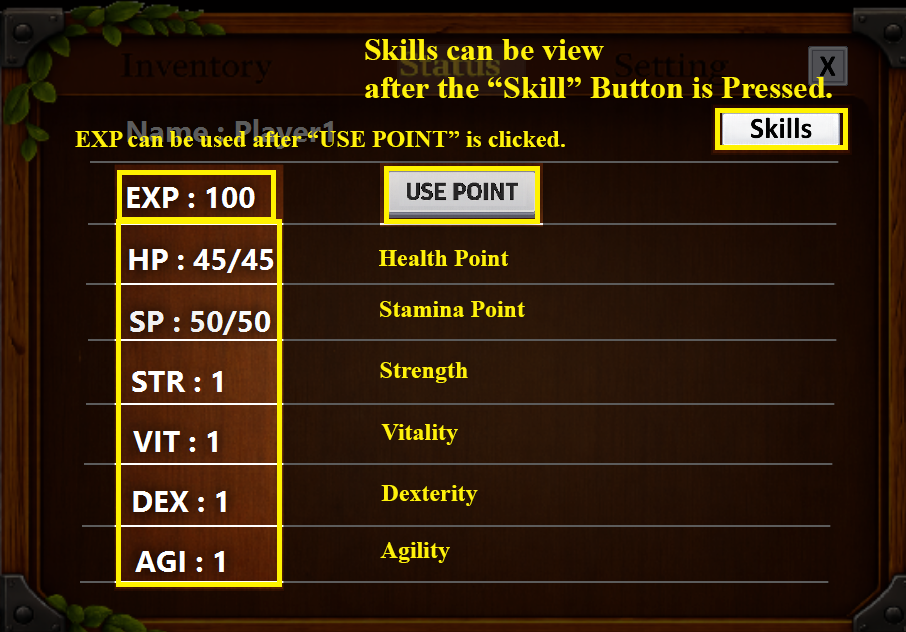 Inventory Status Setting X
Skills can be view
after the “Skill” Button is Pressed.
Name : Player1
EXP can be used after “USE POINT” is clicked.
Skills
EXP : 100 USE POINT
HP : 45/45 Health Point
SP : 50/50 Stamina Point
STR : 1 Strength
VIT : 1 Vitality
DEX : 1 Dexterity
AGI : 1 Agility